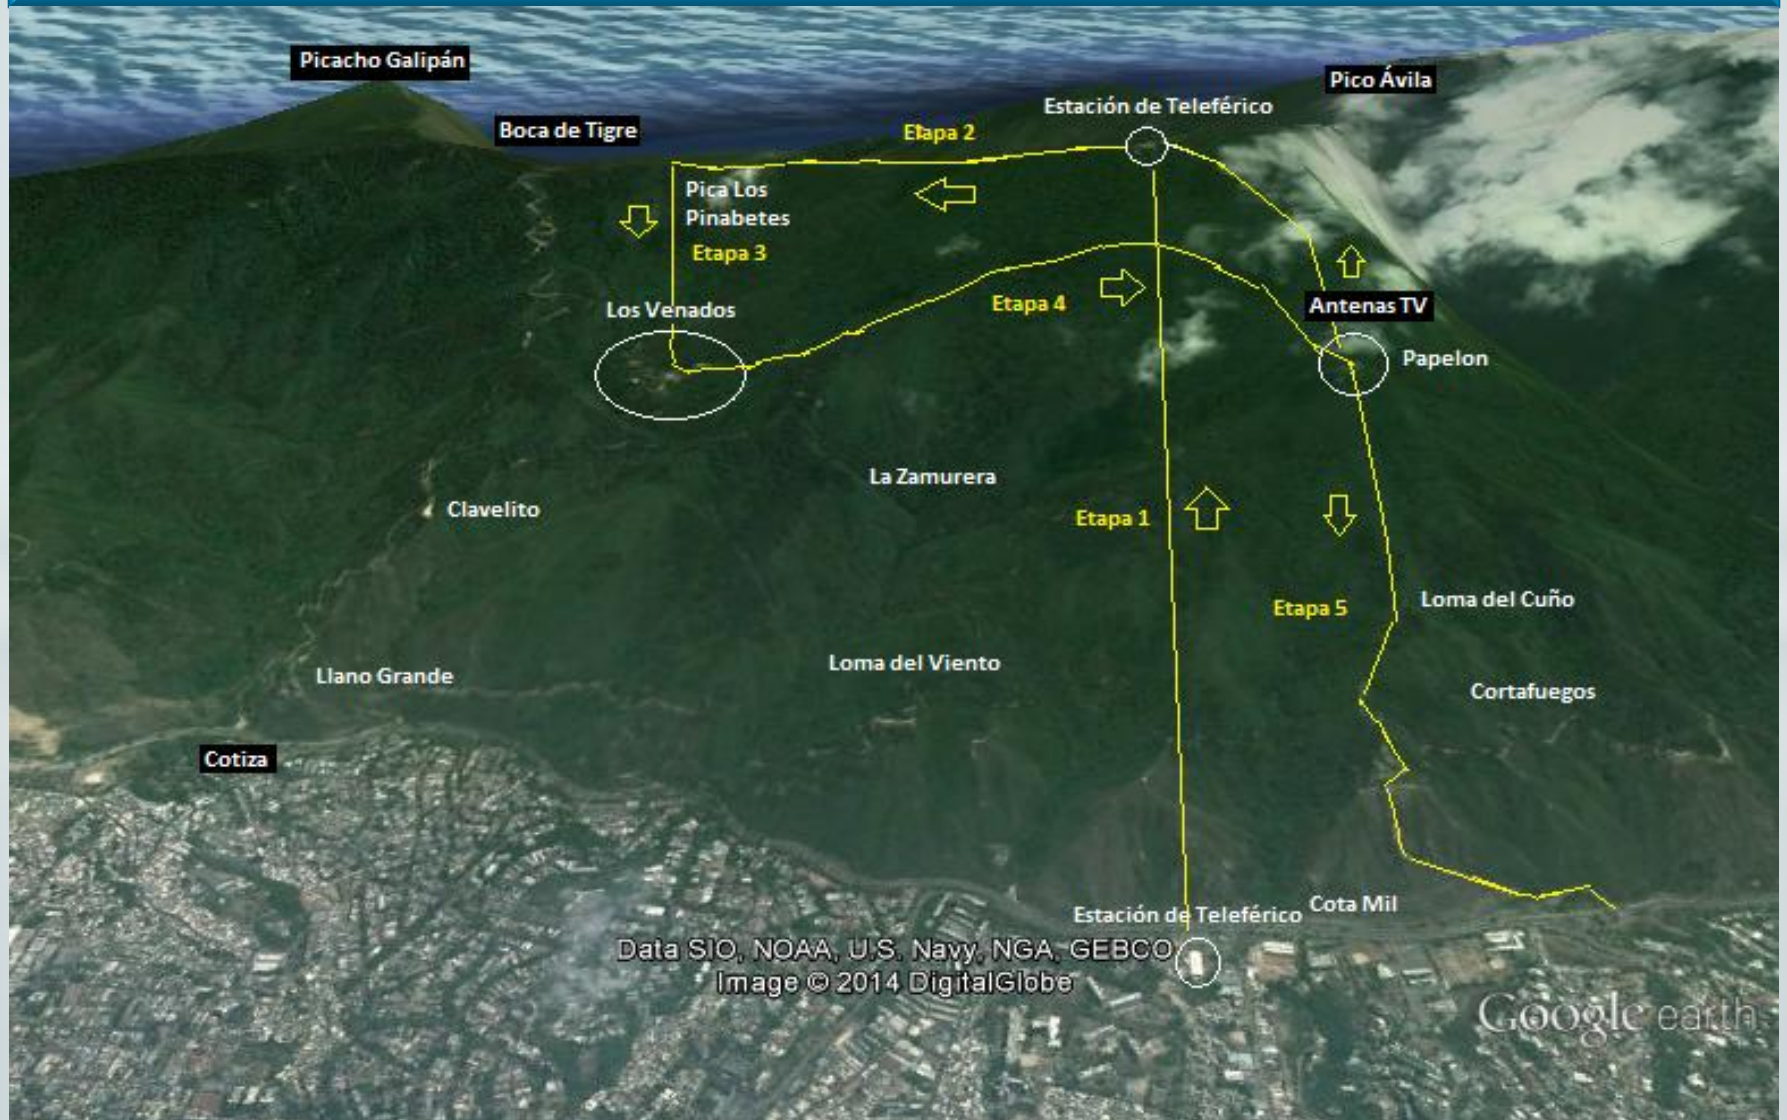 Picacho Galipán
Pico Ávila
Estación de Teleférico
Boca de Tigre
Etapa 2
Pica Los
Pinabetes
Etapa 3
Los Venados
Etapa 4
Antenas TV
Papelon
La Zamurera
Clavelito
Etapa 1
Loma del Cuño
Etapa 5
Loma del Viento
Llano Grande
Cortafuegos
Cotiza
Cota Mil
Estación de Teleférico
Data SIO, NOAA, U.S. Navy, NGA, GEBCO
Image © 2014 DigitalGlobe
Google earth